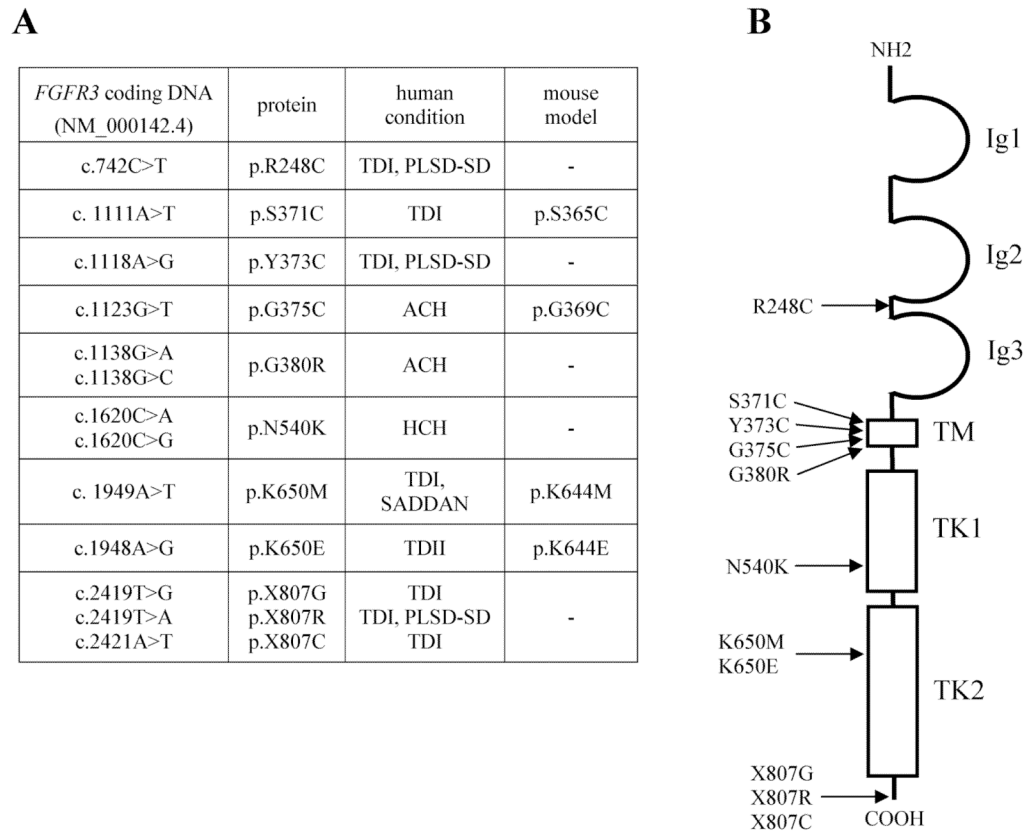 A
FGFR3 coding DNA (NM_000142.4) protein human condition mouse model
c.742C>T p.R248C TDI, PLSD-SD -
c. 1111A>T p.S371C TDI p.S365C
c.1118A>G p.Y373C TDI, PLSD-SD -
c.1123G>T p.G375C ACH p.G369C
c.1138G>A
c.1138G>C p.G380R ACH -
c.1620C>A
c.1620C>G p.N540K HCH -
c. 1949A>T p.K650M TDI, SADDAN p.K644M
c.1948A>G p.K650E TDII p.K644E
c.2419T>G p.X807G TDI
c.2419T>A p.X807R TDI, PLSD-SD -
c.2421A>T p.X807C TDI
B
NH2
Ig1
Ig2
R248C
Ig3
S371C
Y373C
G375C
G380R
TM
TK1
N540K
K650M
K650E
TK2
X807G
X807R
X807C
COOH